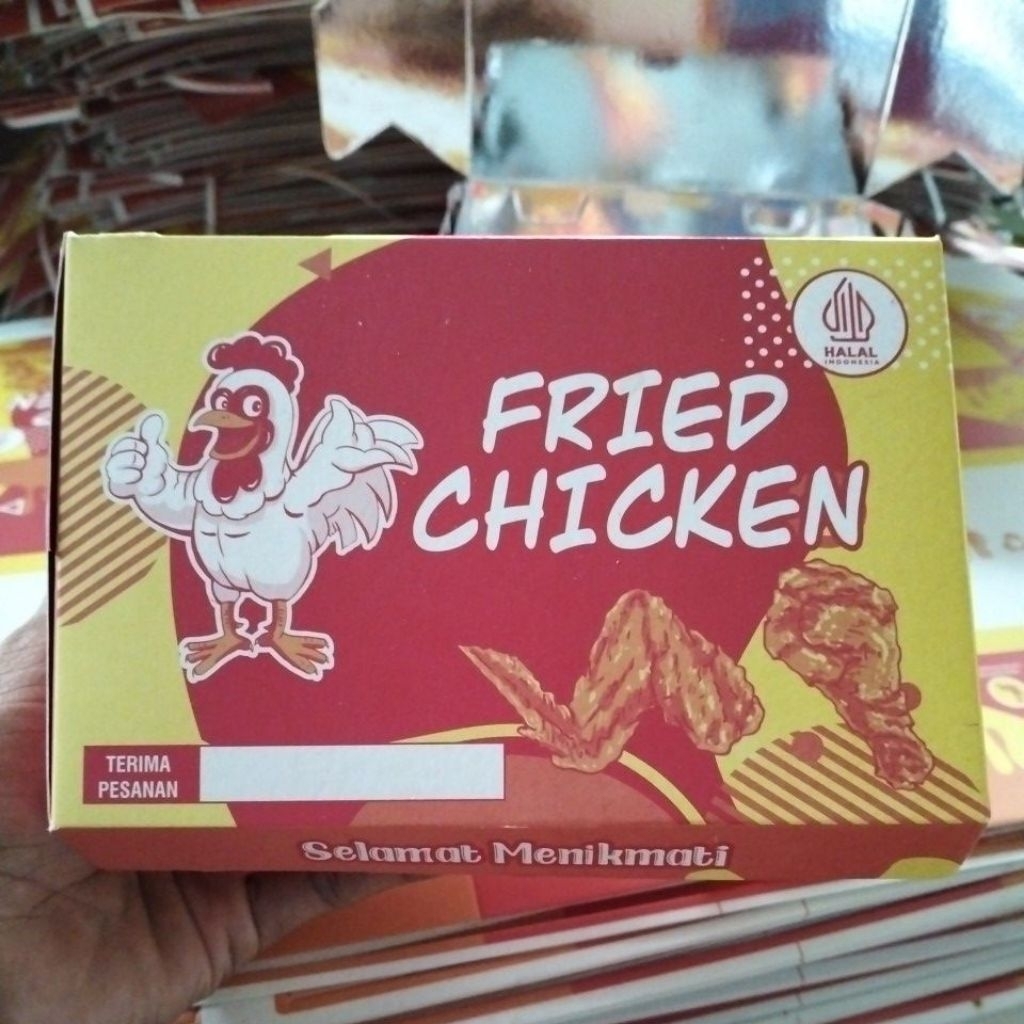 HALAL
INDONESIA
FRIED
CHICKEN
TERIMA
PESANAN
Selamat Menikmati